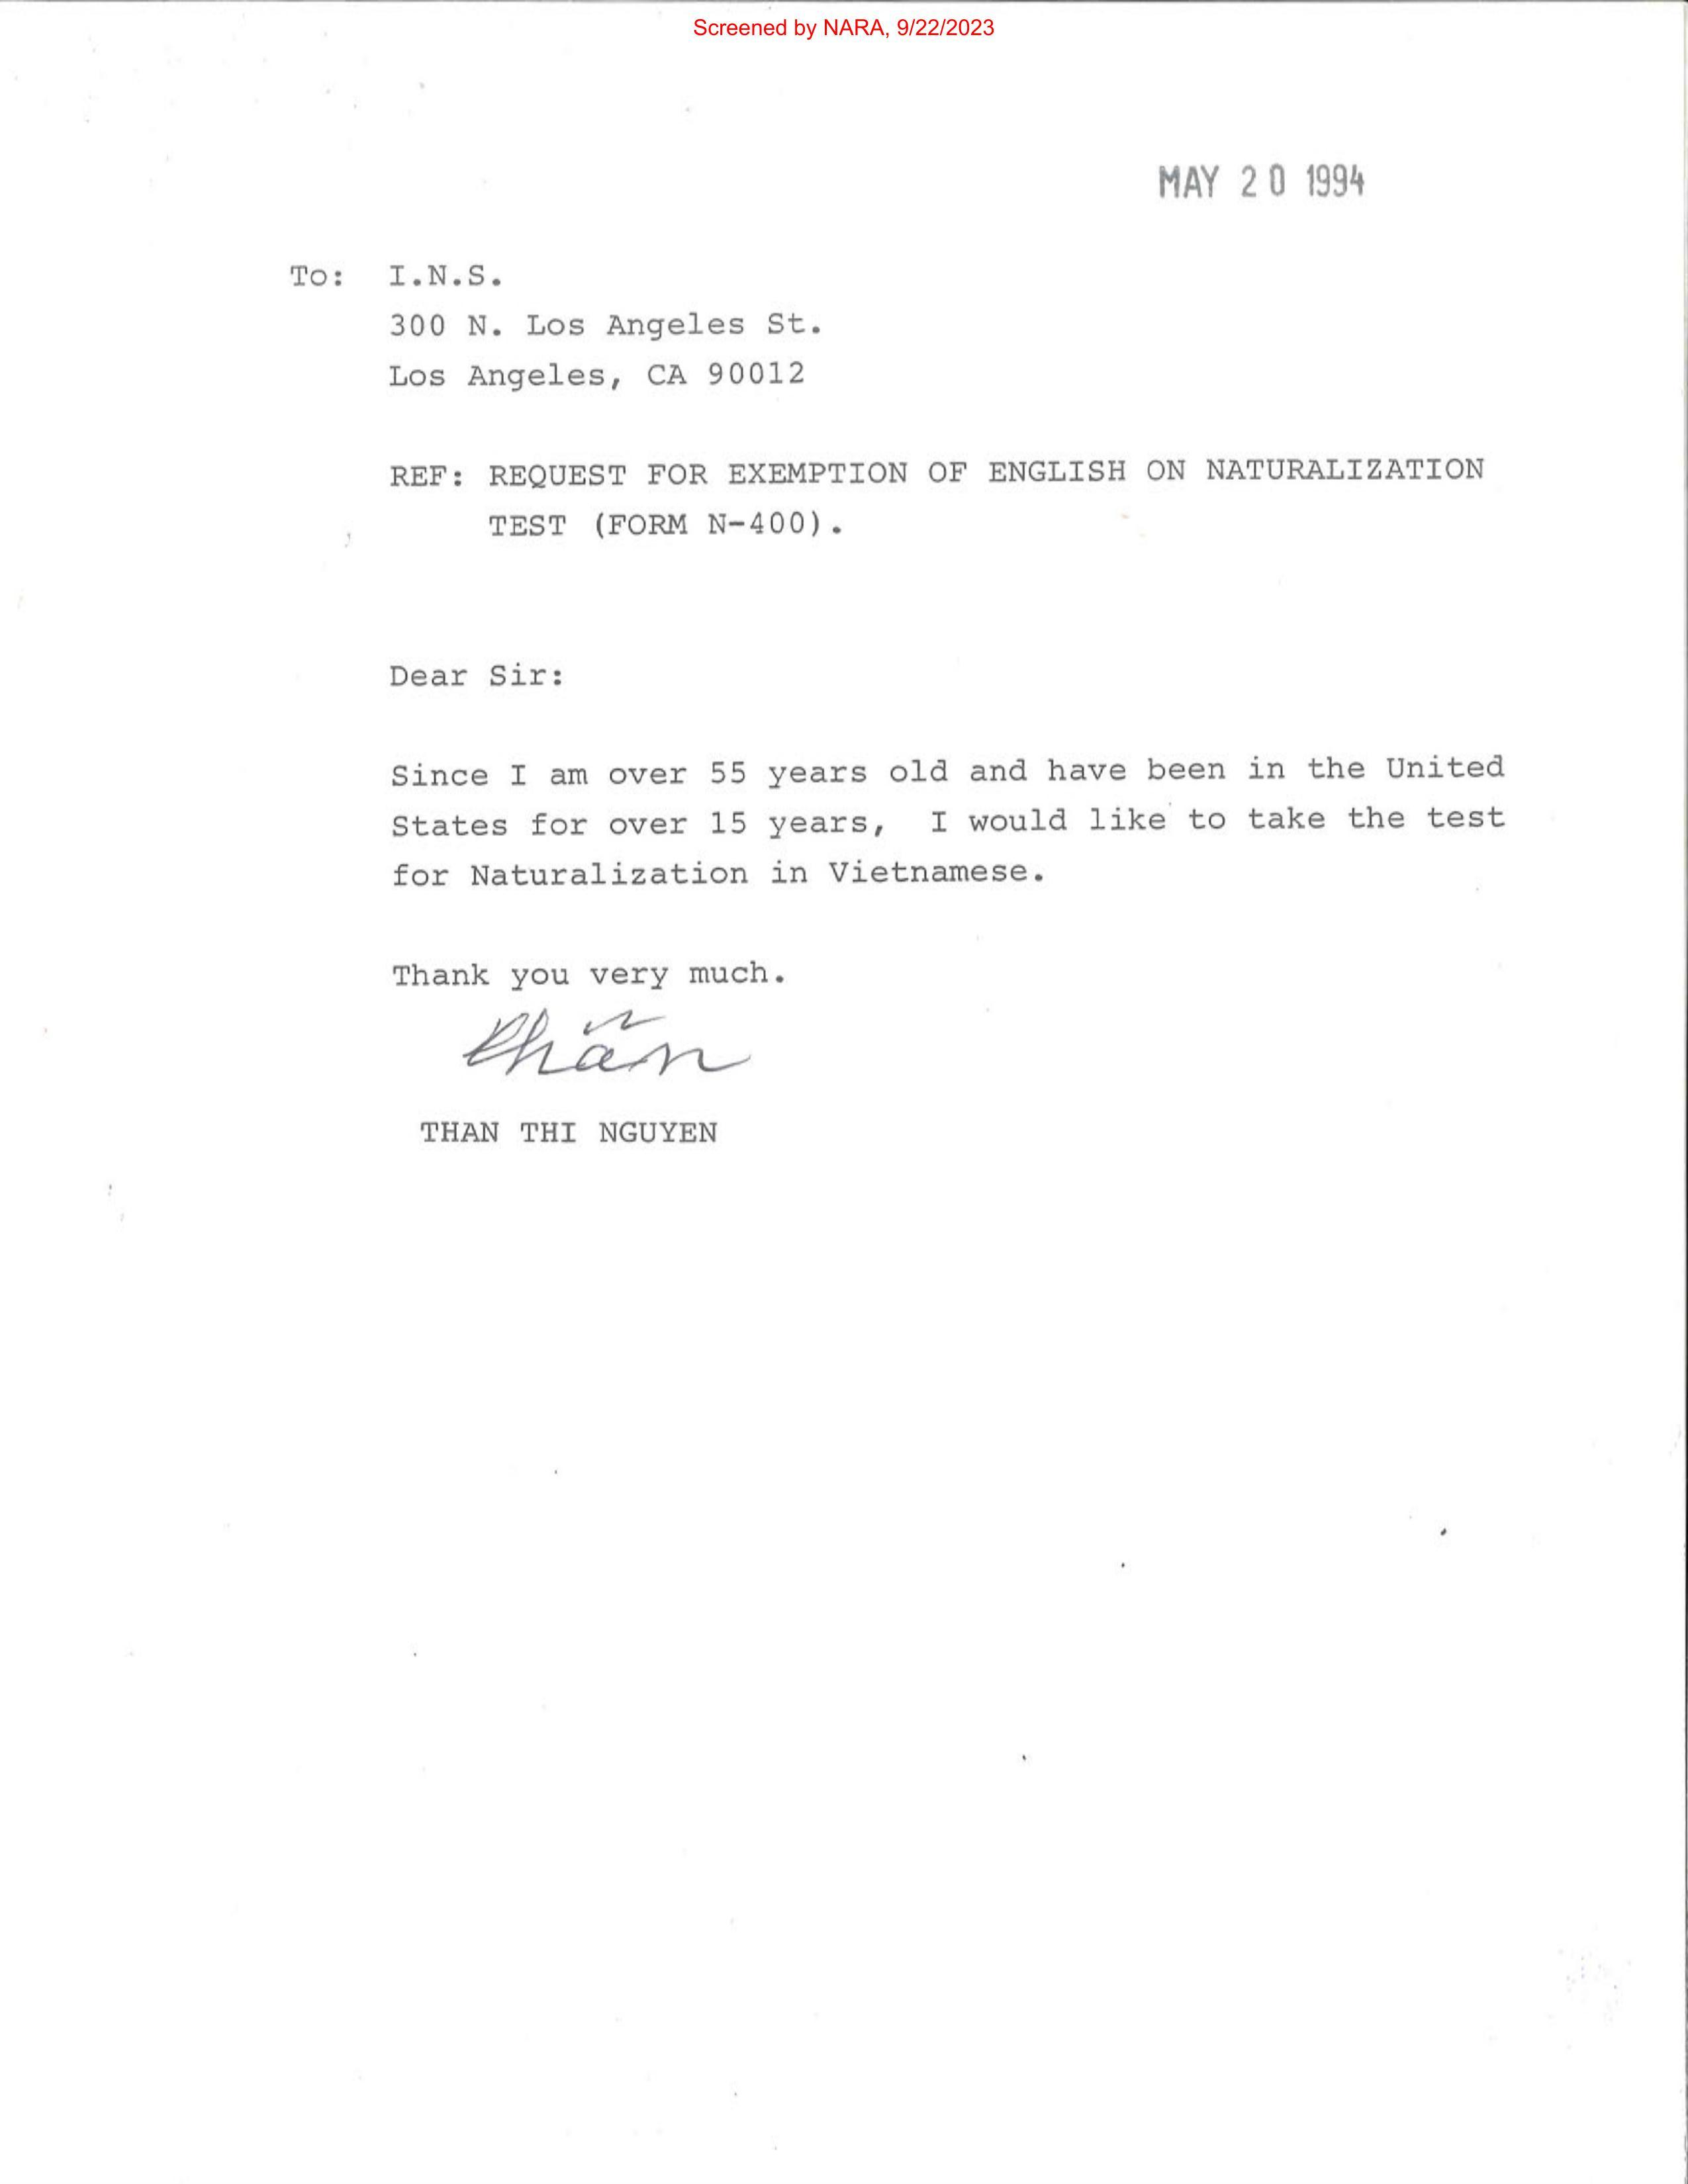 Screened by NARA, 9/22/2023
MAY 20 1994
To: I.N.S.
300 N. Los Angeles St.
Los Angeles, CA 90012
REF: REQUEST FOR EXEMPTION OF ENGLISH ON NATURALIZATION
TEST (FORM N-400).
Dear Sir:
Since I am over 55 years old and have been in the United
States for over 15 years, I would like to take the test
for Naturalization in Vietnamese.
Thank you very much.
THAN THI NGUYEN